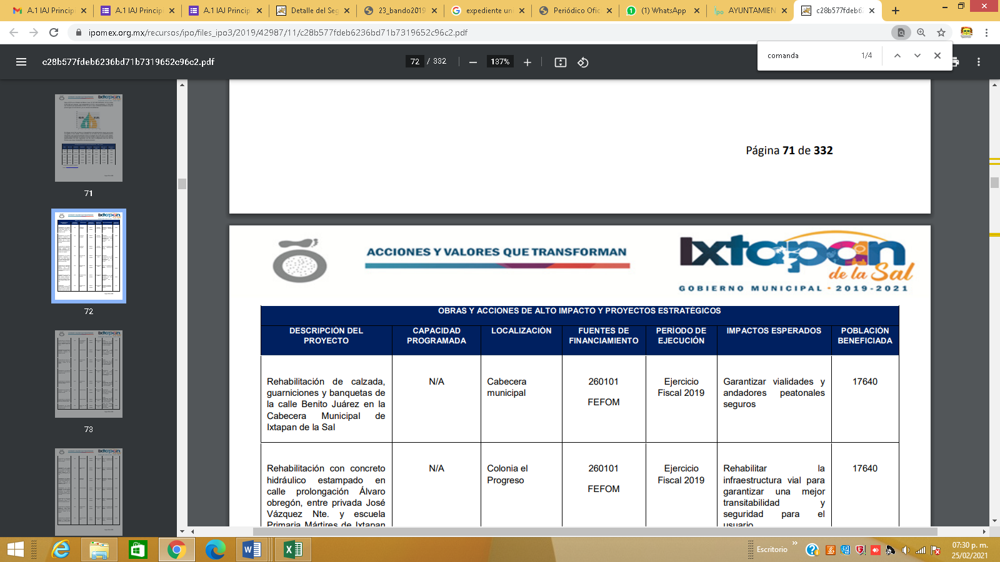 A.1 IAJ Princip
A.1 IAJ Princip
A.1 IAJ Princip
Detalle del Seg
23_bando2019
expediente uni
Periódico Ofic
(1) WhatsApp
AYUNTAMIEN
c28b577fdeb62
ipomex.org.mx/recursos/ipo/files_ipo3/2019/42987/11/c28b577fdeb6236bd71b7319652c96c2.pdf
c28b577fdeb6236bd71b7319652c96c2.pdf
72 / 332
137%
comanda 1/4
71
72
73
Página 71 de 332
ACCIONES Y VALORES QUE TRANSFORMAN
Ixtapan
de la Sal
GOBIERNO MUNICIPAL • 2019-2021
OBRAS Y ACCIONES DE ALTO IMPACTO Y PROYECTOS ESTRATÉGICOS
DESCRIPCIÓN DEL
PROYECTO
CAPACIDAD
PROGRAMADA
LOCALIZACIÓN
FUENTES DE
FINANCIAMIENTO
PERÍODO DE
EJECUCIÓN
IMPACTOS ESPERADOS
POBLACIÓN
BENEFICIADA
Rehabilitación de calzada,
guarniciones y banquetas de
la calle Benito Juárez en la
Cabecera Municipal de
Ixtapan de la Sal
N/A
Cabecera
municipal
260101
FEFOM
Ejercicio
Fiscal 2019
Garantizar vialidades y
andadores peatonales
seguros
17640
Rehabilitación con concreto
hidráulico estampado en
calle prolongación Álvaro
obregón, entre privada José
Vázquez Nte. y escuela
Primaria Mártires de Ixtapan
N/A
Colonia el
Progreso
260101
FEFOM
Ejercicio
Fiscal 2019
Rehabilitar la
infraestructura vial para
garantizar una mejor
transitabilidad y
seguridad para el
usuario
17640
Escritorio
07:30 p. m.
25/02/2021